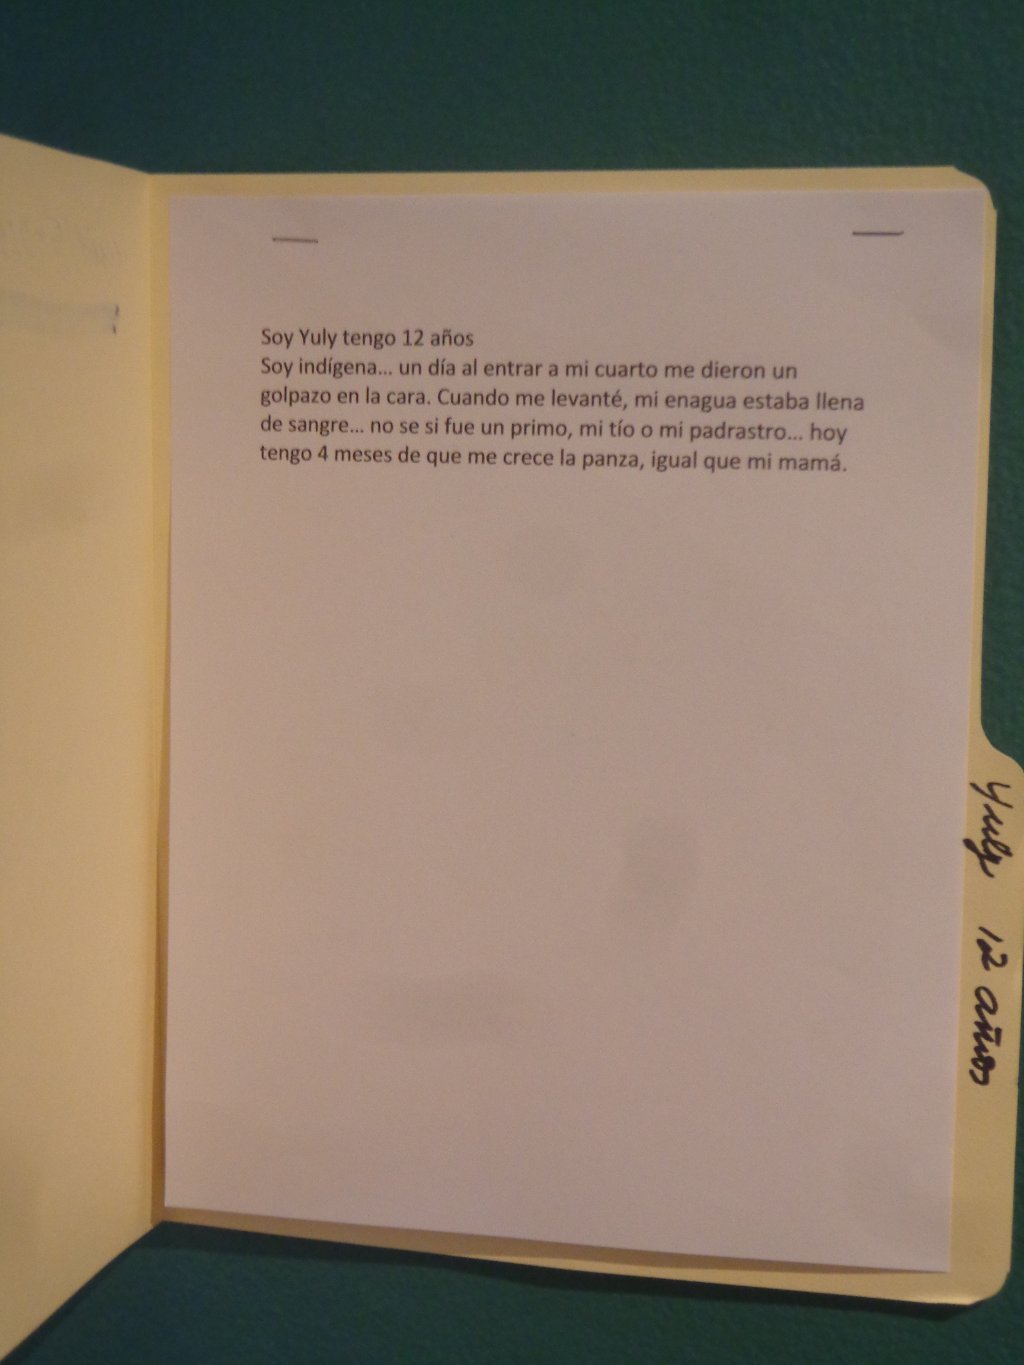 Soy Yuly tengo 12 años
Soy indígena... un día al entrar a mi cuarto me dieron un
golpazo en la cara. Cuando me levanté, mi enagua estaba llena
de sangre... no se si fue un primo, mi tío o mi padrastro... hoy
tengo 4 meses de que me crece la panza, igual que mi mamá.
Yuly 12 años